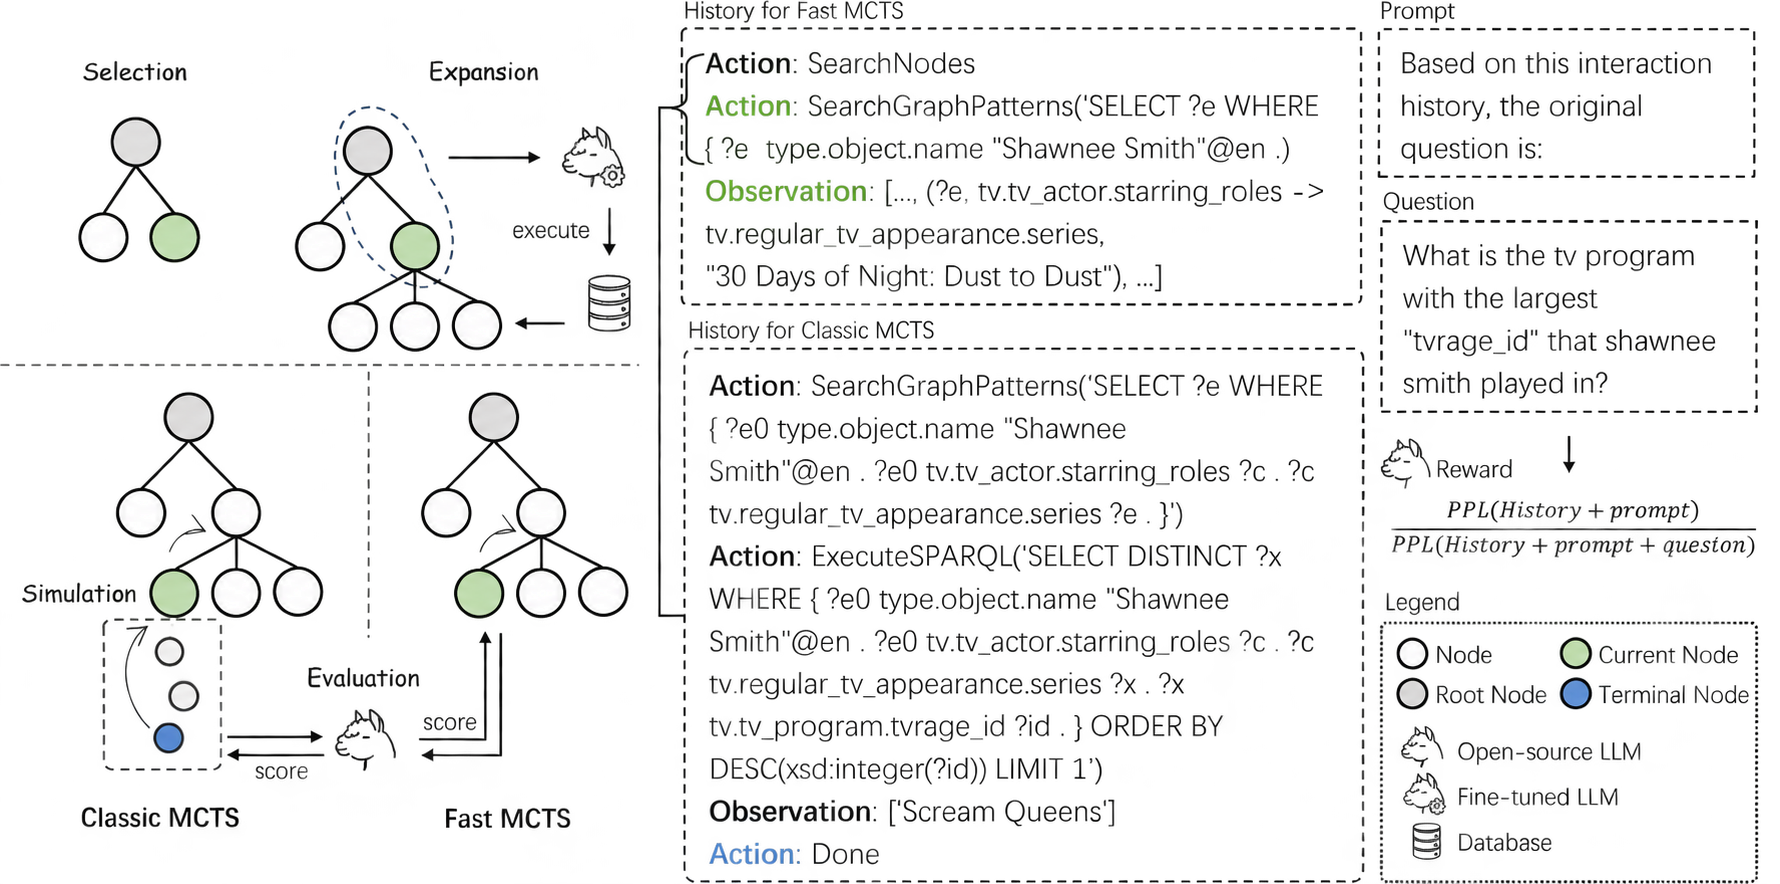 Selection
Expansion
execute
Simulation
Evaluation
score
score
Classic MCTS
Fast MCTS
History for Fast MCTS
Action: SearchNodes
Action: SearchGraphPatterns('SELECT ?e WHERE
{ ?e type.object.name "Shawnee Smith"@en .)
Observation: [..., (?e, tv.tv_actor.starring_roles ->
tv.regular_tv_appearance.series,
"30 Days of Night: Dust to Dust"), ...]
History for Classic MCTS
Action: SearchGraphPatterns('SELECT ?e WHERE
{ ?e0 type.object.name "Shawnee
Smith"@en . ?e0 tv.tv_actor.starring_roles ?c . ?c
tv.regular_tv_appearance.series ?e . }')
Action: ExecuteSPARQL('SELECT DISTINCT ?x
WHERE { ?e0 type.object.name "Shawnee
Smith"@en . ?e0 tv.tv_actor.starring_roles ?c . ?c
tv.regular_tv_appearance.series ?x . ?x
tv.tv_program.tvrage_id ?id . } ORDER BY
DESC(xsd:integer(?id)) LIMIT 1')
Observation: ['Scream Queens']
Action: Done
Prompt
Based on this interaction
history, the original
question is:
Question
What is the tv program
with the largest
"tvrage_id" that shawnee
smith played in?
Reward
PPL(History + prompt)
PPL(History + prompt + queston)
Legend
Node
Current Node
Root Node
Terminal Node
Open-source LLM
Fine-tuned LLM
Database